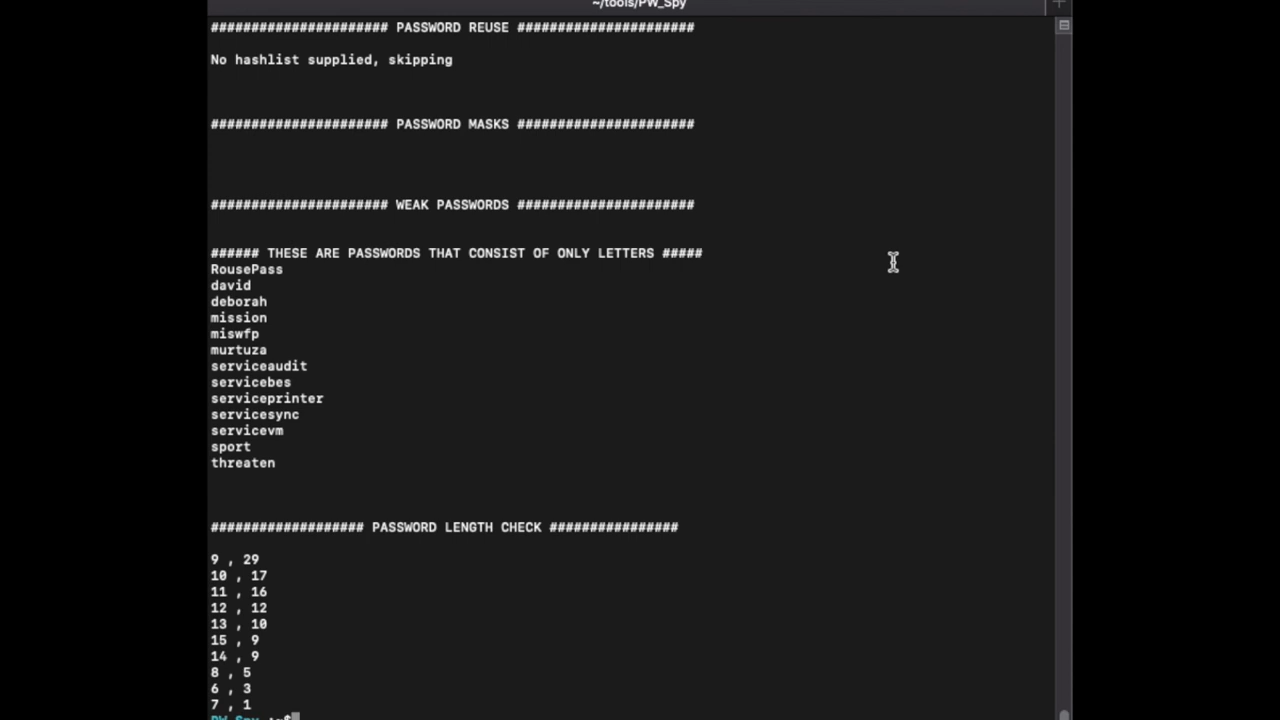 ~/tools/PW_Spy
###################### PASSWORD REUSE ######################
No hashlist supplied, skipping
###################### PASSWORD MASKS ######################
###################### WEAK PASSWORDS ######################
###### THESE ARE PASSWORDS THAT CONSIST OF ONLY LETTERS #####
RousePass
david
deborah
mission
miswfp
murtuza
serviceaudit
servicebes
serviceprinter
servicesync
servicevm
sport
threaten
################### PASSWORD LENGTH CHECK ################
9 , 29
10 , 17
11 , 16
12 , 12
13 , 10
15 , 9
14 , 9
8 , 5
6 , 3
7 , 1